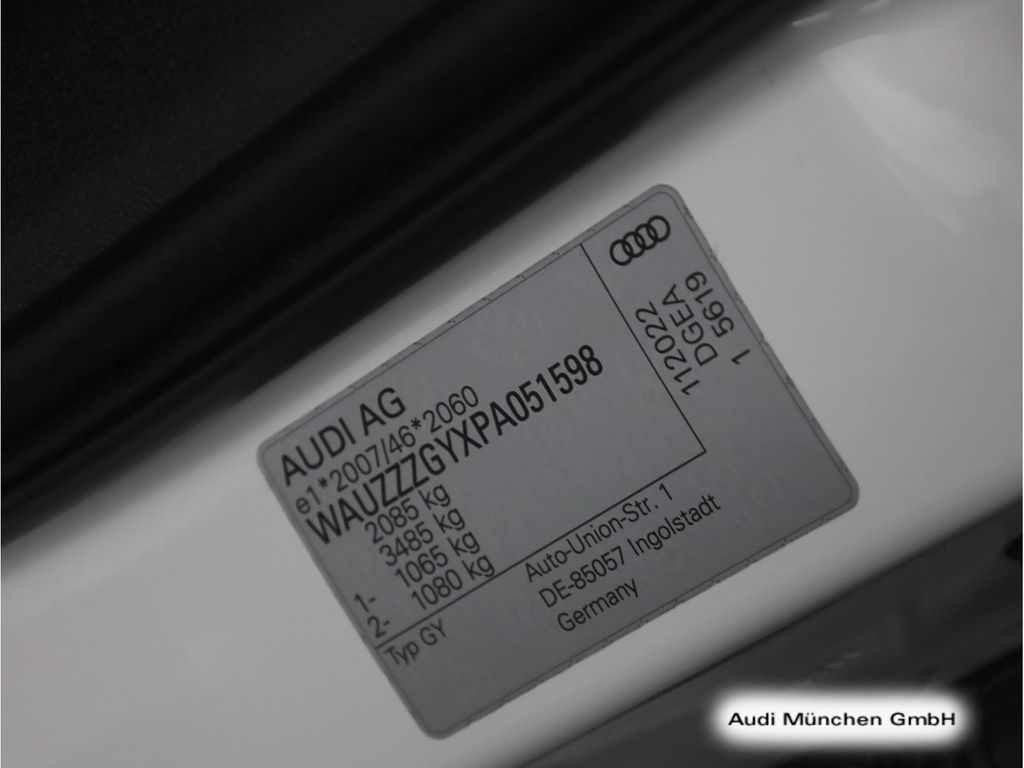 AUDI AG
e1*2007/46*2060
WAUZZZGYXPA051598
2085 kg
3485 kg
1- 1065 kg
2- 1080 kg
Typ GY
Auto-Union-Str. 1
DE-85057 Ingolstadt
Germany
112022
DGEA
1 5619
Audi München GmbH